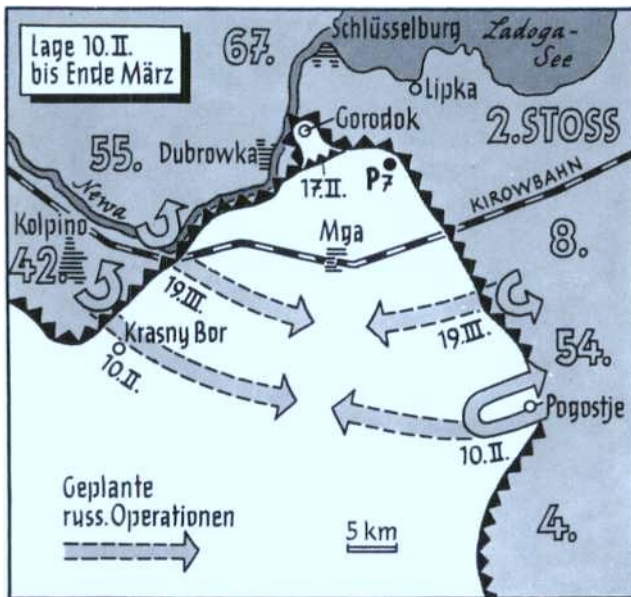 Lage 10.II.
bis Ende März
67.
Schlüsselburg
Ladoga-
See
Lipka
Gorodok
2.STOSS
55.
Dubrowka
17.II.
P7
KIROWBAHN
Newa
Kolpino
Mga
8.
42.
19.III.
19.III.
Krasny Bor
10.II.
54.
Pogostje
10.II.
Geplante
russ. Operationen
5 km
4.